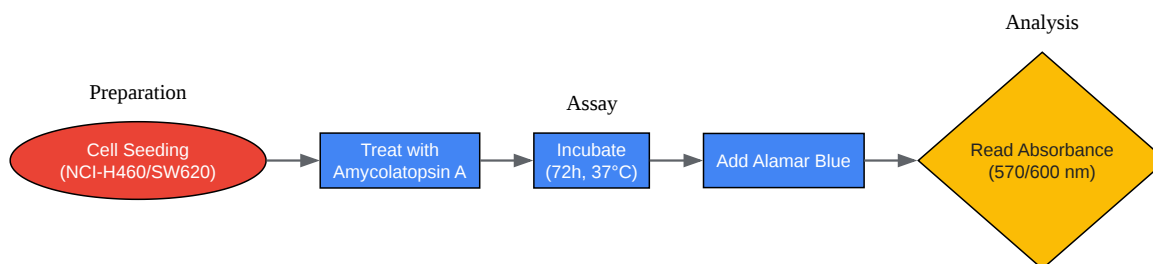 Preparation
Cell Seeding
(NCI-H460/SW620)
Treat with
Amycolatopsin A
Assay
Incubate
(72h, 37°C)
Add Alamar Blue
Analysis
Read Absorbance
(570/600 nm)